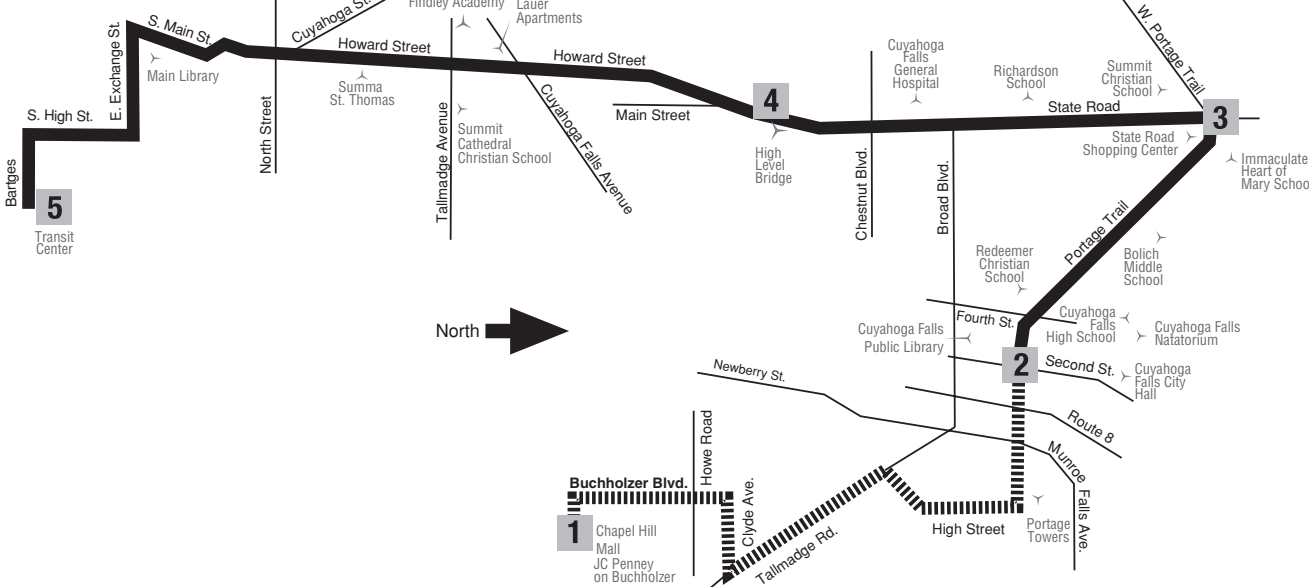 Findley Academy
Lauer
Apartments
Cuyahoga St.
W. Portage Trail
S. Main St.
E. Exchange St.
Main Library
Howard Street
Howard Street
Summa
St. Thomas
Cuyahoga
Falls
General
Hospital
Richardson
School
Summit
Christian
School
State Road
3
4
S. High St.
North Street
Tallmadge Avenue
Summit
Cathedral
Christian School
Cuyahoga Falls Avenue
Main Street
High
Level
Bridge
Chestnut Blvd.
Broad Blvd.
State Road
Shopping Center
Immaculate
Heart of
Mary Schoo
Bartges
5
Transit
Center
Portage Trail
Bolich
Middle
School
Redeemer
Christian
School
North
Fourth St.
Cuyahoga
Falls
High School
Cuyahoga Falls
Natatorium
Cuyahoga Falls
Public Library
2
Second St.
Cuyahoga
Falls City
Hall
Newberry St.
Route 8
Howe Road
Munroe
Falls Ave.
Buchholzer Blvd.
Clyde Ave.
1
Chapel Hill
Mall
JC Penney
on Buchholzer
Tallmadge Rd.
High Street
Portage
Towers